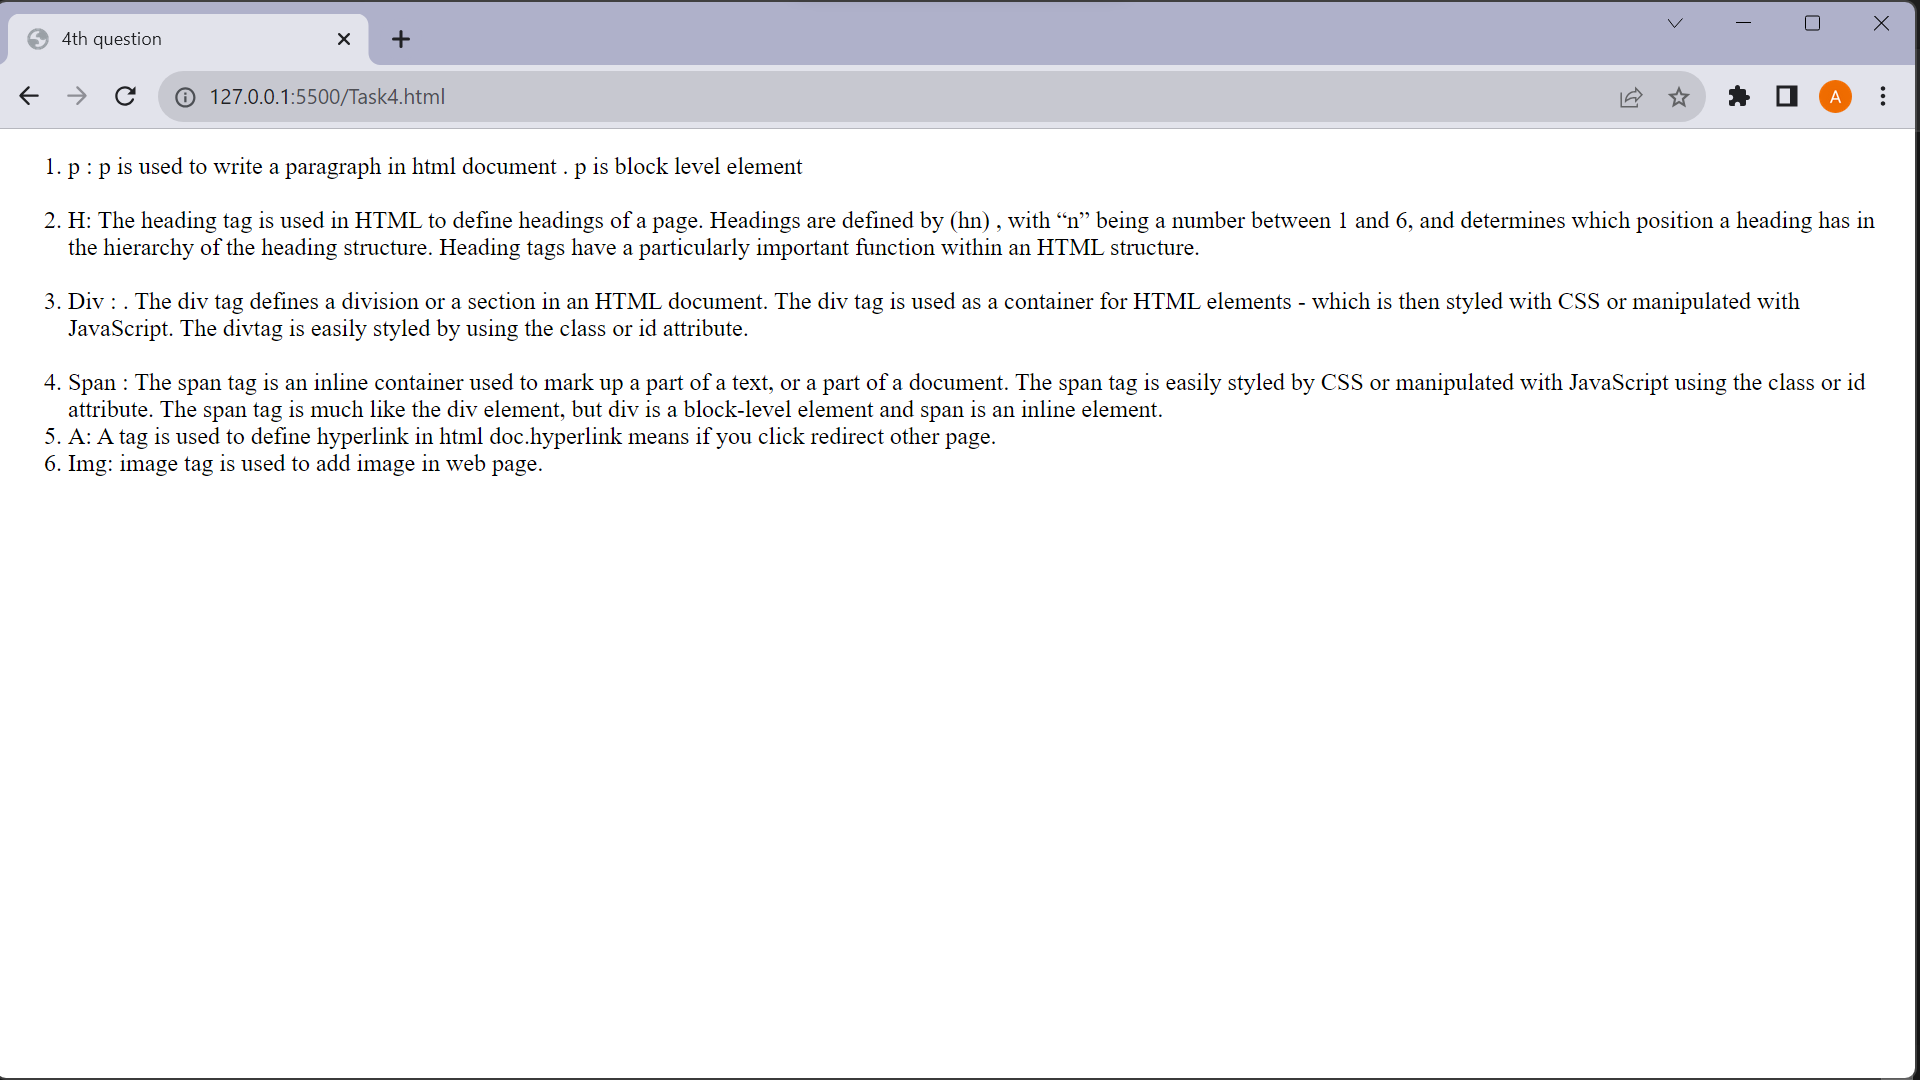 4th question
127.0.0.1:5500/Task4.html
A
1. p : p is used to write a paragraph in html document . p is block level element
2. H: The heading tag is used in HTML to define headings of a page. Headings are defined by (hn) , with “n” being a number between 1 and 6, and determines which position a heading has in
the hierarchy of the heading structure. Heading tags have a particularly important function within an HTML structure.
3. Div : . The div tag defines a division or a section in an HTML document. The div tag is used as a container for HTML elements - which is then styled with CSS or manipulated with
JavaScript. The divtag is easily styled by using the class or id attribute.
4. Span : The span tag is an inline container used to mark up a part of a text, or a part of a document. The span tag is easily styled by CSS or manipulated with JavaScript using the class or id
attribute. The span tag is much like the div element, but div is a block-level element and span is an inline element.
5. A: A tag is used to define hyperlink in html doc.hyperlink means if you click redirect other page.
6. Img: image tag is used to add image in web page.